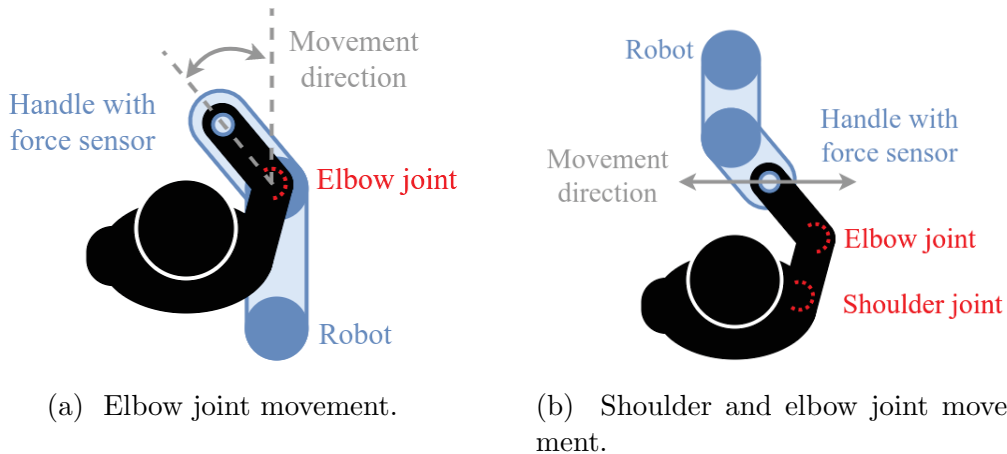 Movement
direction
Handle with
force sensor
Elbow joint
Robot
(a) Elbow joint movement.
Robot
Handle with
force sensor
Movement
direction
Elbow joint
Shoulder joint
(b) Shoulder and elbow joint move
ment.